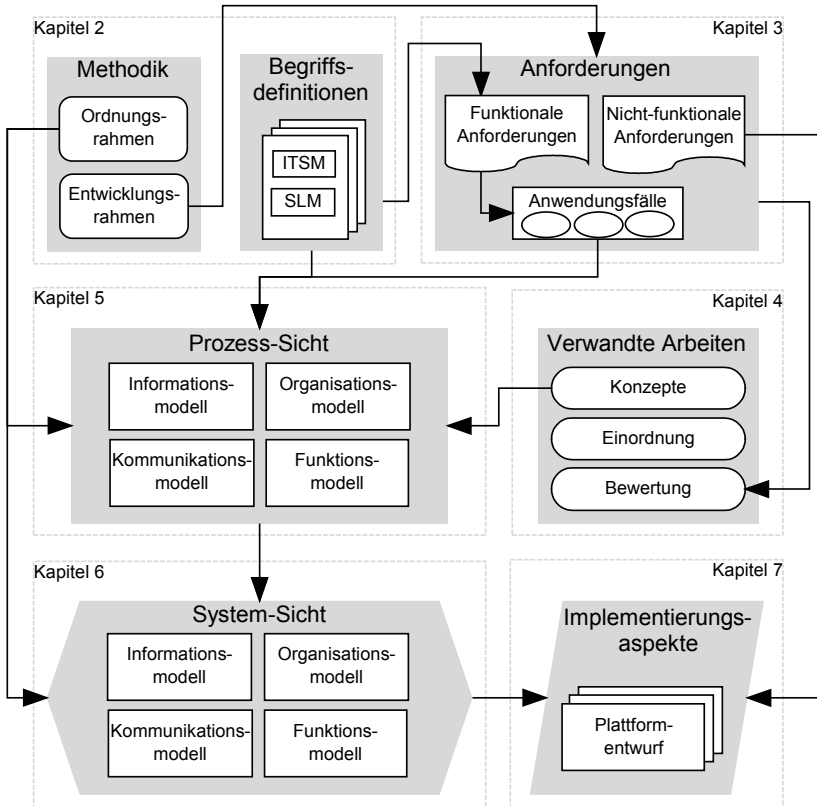 Kapitel 2
Methodik
Ordnungs-
rahmen
Entwicklungs-
rahmen
Begriffs-
definitionen
ITSM
SLM
Kapitel 3
Anforderungen
Funktionale
Anforderungen
Nicht-funktionale
Anforderungen
Anwendungsfälle
Kapitel 5
Prozess-Sicht
Informations-
modell
Organisations-
modell
Kommunikations-
modell
Funktions-
modell
Kapitel 4
Verwandte Arbeiten
Konzepte
Einordnung
Bewertung
Kapitel 6
System-Sicht
Informations-
modell
Organisations-
modell
Kommunikations-
modell
Funktions-
modell
Kapitel 7
Implementierungs-
aspekte
Plattform-
entwurf